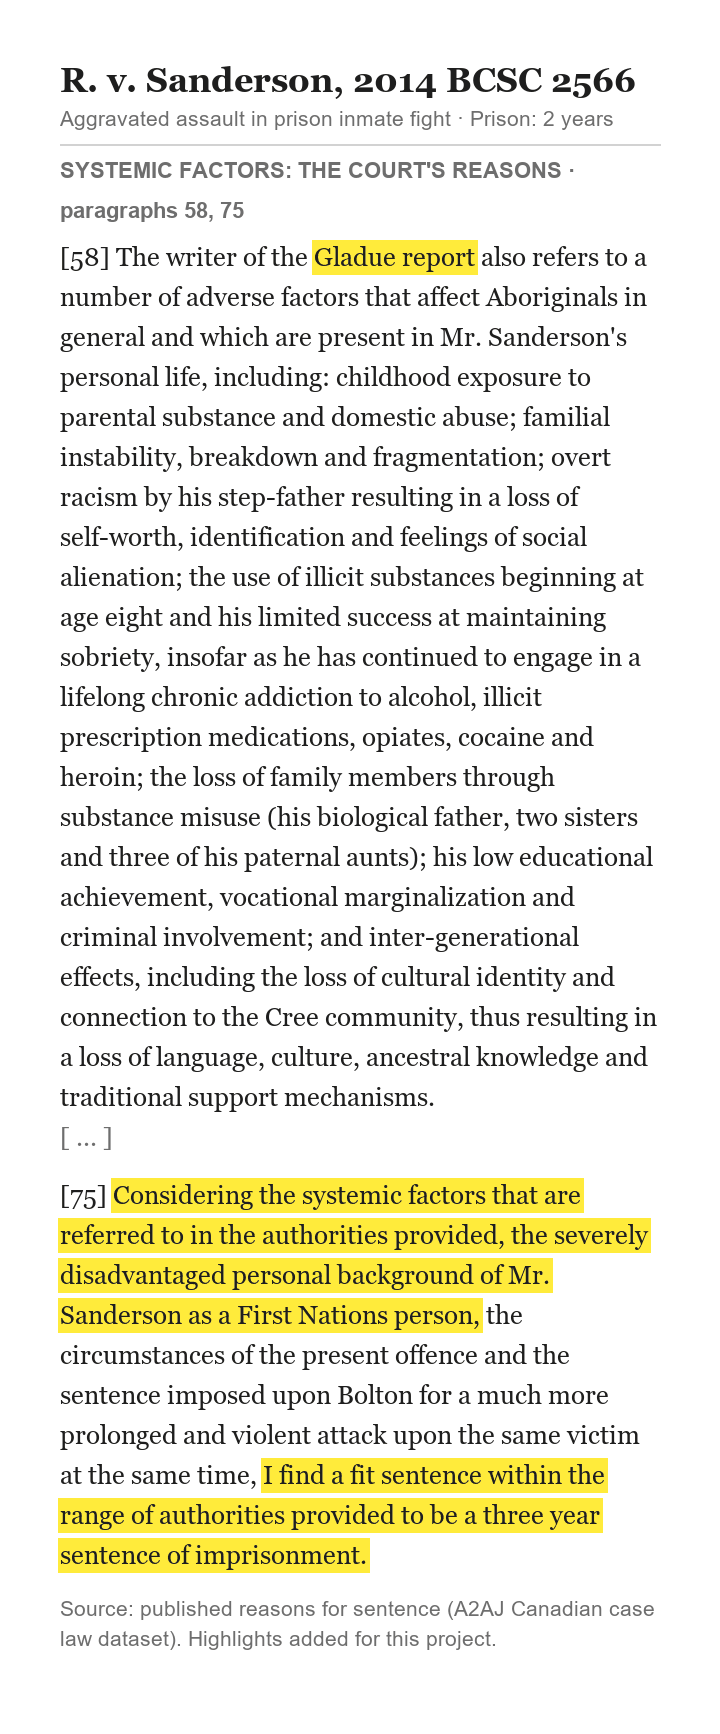 R. v. Sanderson, 2014 BCSC 2566
Aggravated assault in prison inmate fight · Prison: 2 years
SYSTEMIC FACTORS: THE COURT'S REASONS ·
paragraphs 58, 75
[58] The writer of the Gladue report also refers to a
number of adverse factors that affect Aboriginals in
general and which are present in Mr. Sanderson's
personal life, including: childhood exposure to
parental substance and domestic abuse; familial
instability, breakdown and fragmentation; overt
racism by his step-father resulting in a loss of
self-worth, identification and feelings of social
alienation; the use of illicit substances beginning at
age eight and his limited success at maintaining
sobriety, insofar as he has continued to engage in a
lifelong chronic addiction to alcohol, illicit
prescription medications, opiates, cocaine and
heroin; the loss of family members through
substance misuse (his biological father, two sisters
and three of his paternal aunts); his low educational
achievement, vocational marginalization and
criminal involvement; and inter-generational
effects, including the loss of cultural identity and
connection to the Cree community, thus resulting in
a loss of language, culture, ancestral knowledge and
traditional support mechanisms.
[ ... ]
[75] Considering the systemic factors that are
referred to in the authorities provided, the severely
disadvantaged personal background of Mr.
Sanderson as a First Nations person, the
circumstances of the present offence and the
sentence imposed upon Bolton for a much more
prolonged and violent attack upon the same victim
at the same time, I find a fit sentence within the
range of authorities provided to be a three year
sentence of imprisonment.
Source: published reasons for sentence (A2AJ Canadian case
law dataset). Highlights added for this project.